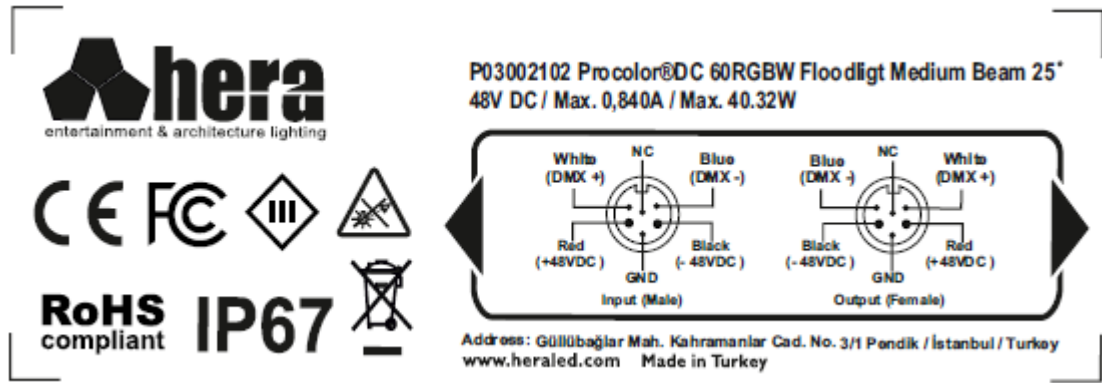 hera
entertainment & architecture lighting
CE FC III
RoHS
compliant
IP67
P03002102 Procolor®DC 60RGBW Floodligt Medium Beam 25°
48V DC / Max. 0,840A / Max. 40.32W
White
(DMX +)
NC
Blue
(DMX -)
Red
(+48VDC )
GND
Black
(- 48VDC )
Input (Male)
Blue
(DMX -)
NC
White
(DMX +)
Black
(- 48VDC )
GND
Red
(+48VDC )
Output (Female)
Address: Güllübağlar Mah. Kahramanlar Cad. No. 3/1 Pendik / İstanbul / Turkey
www.heraled.com Made in Turkey